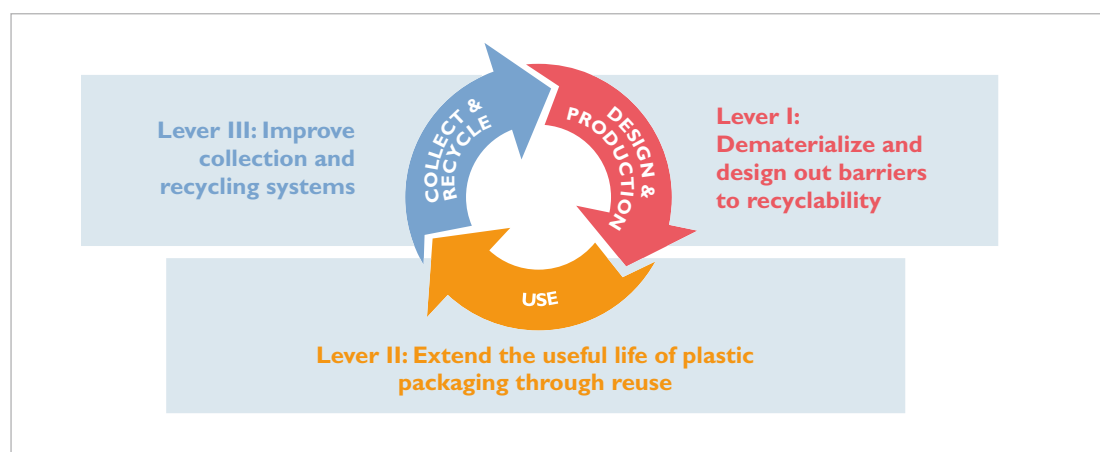 COLLECT &
RECYCLE
DESIGN &
PRODUCTION
Lever III: Improve
collection and
recycling systems
Lever I:
Dematerialize and
design out barriers
to recyclability
USE
Lever II: Extend the useful life of plastic
packaging through reuse